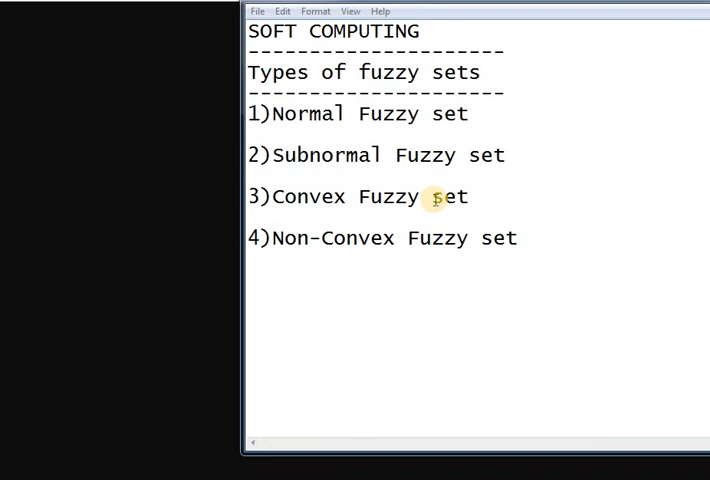 File Edit Format View Help
SOFT COMPUTING
---------------------
Types of fuzzy sets
---------------------
1)Normal Fuzzy set
2)Subnormal Fuzzy set
3)Convex Fuzzy set
4)Non-Convex Fuzzy set